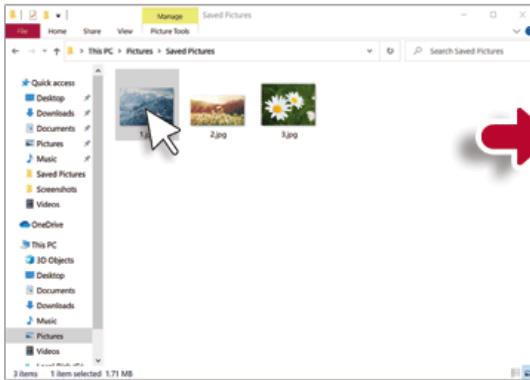 Manage Saved Pictures
File Home Share View Picture Tools
This PC > Pictures > Saved Pictures
Search Saved Pictures
Quick access
Desktop
Downloads
Documents
Pictures
Music
Saved Pictures
Screenshots
Videos
OneDrive
This PC
3D Objects
Desktop
Documents
Downloads
Music
Pictures
Videos
2.jpg
3.jpg
3 items 1 item selected 1.71 MB